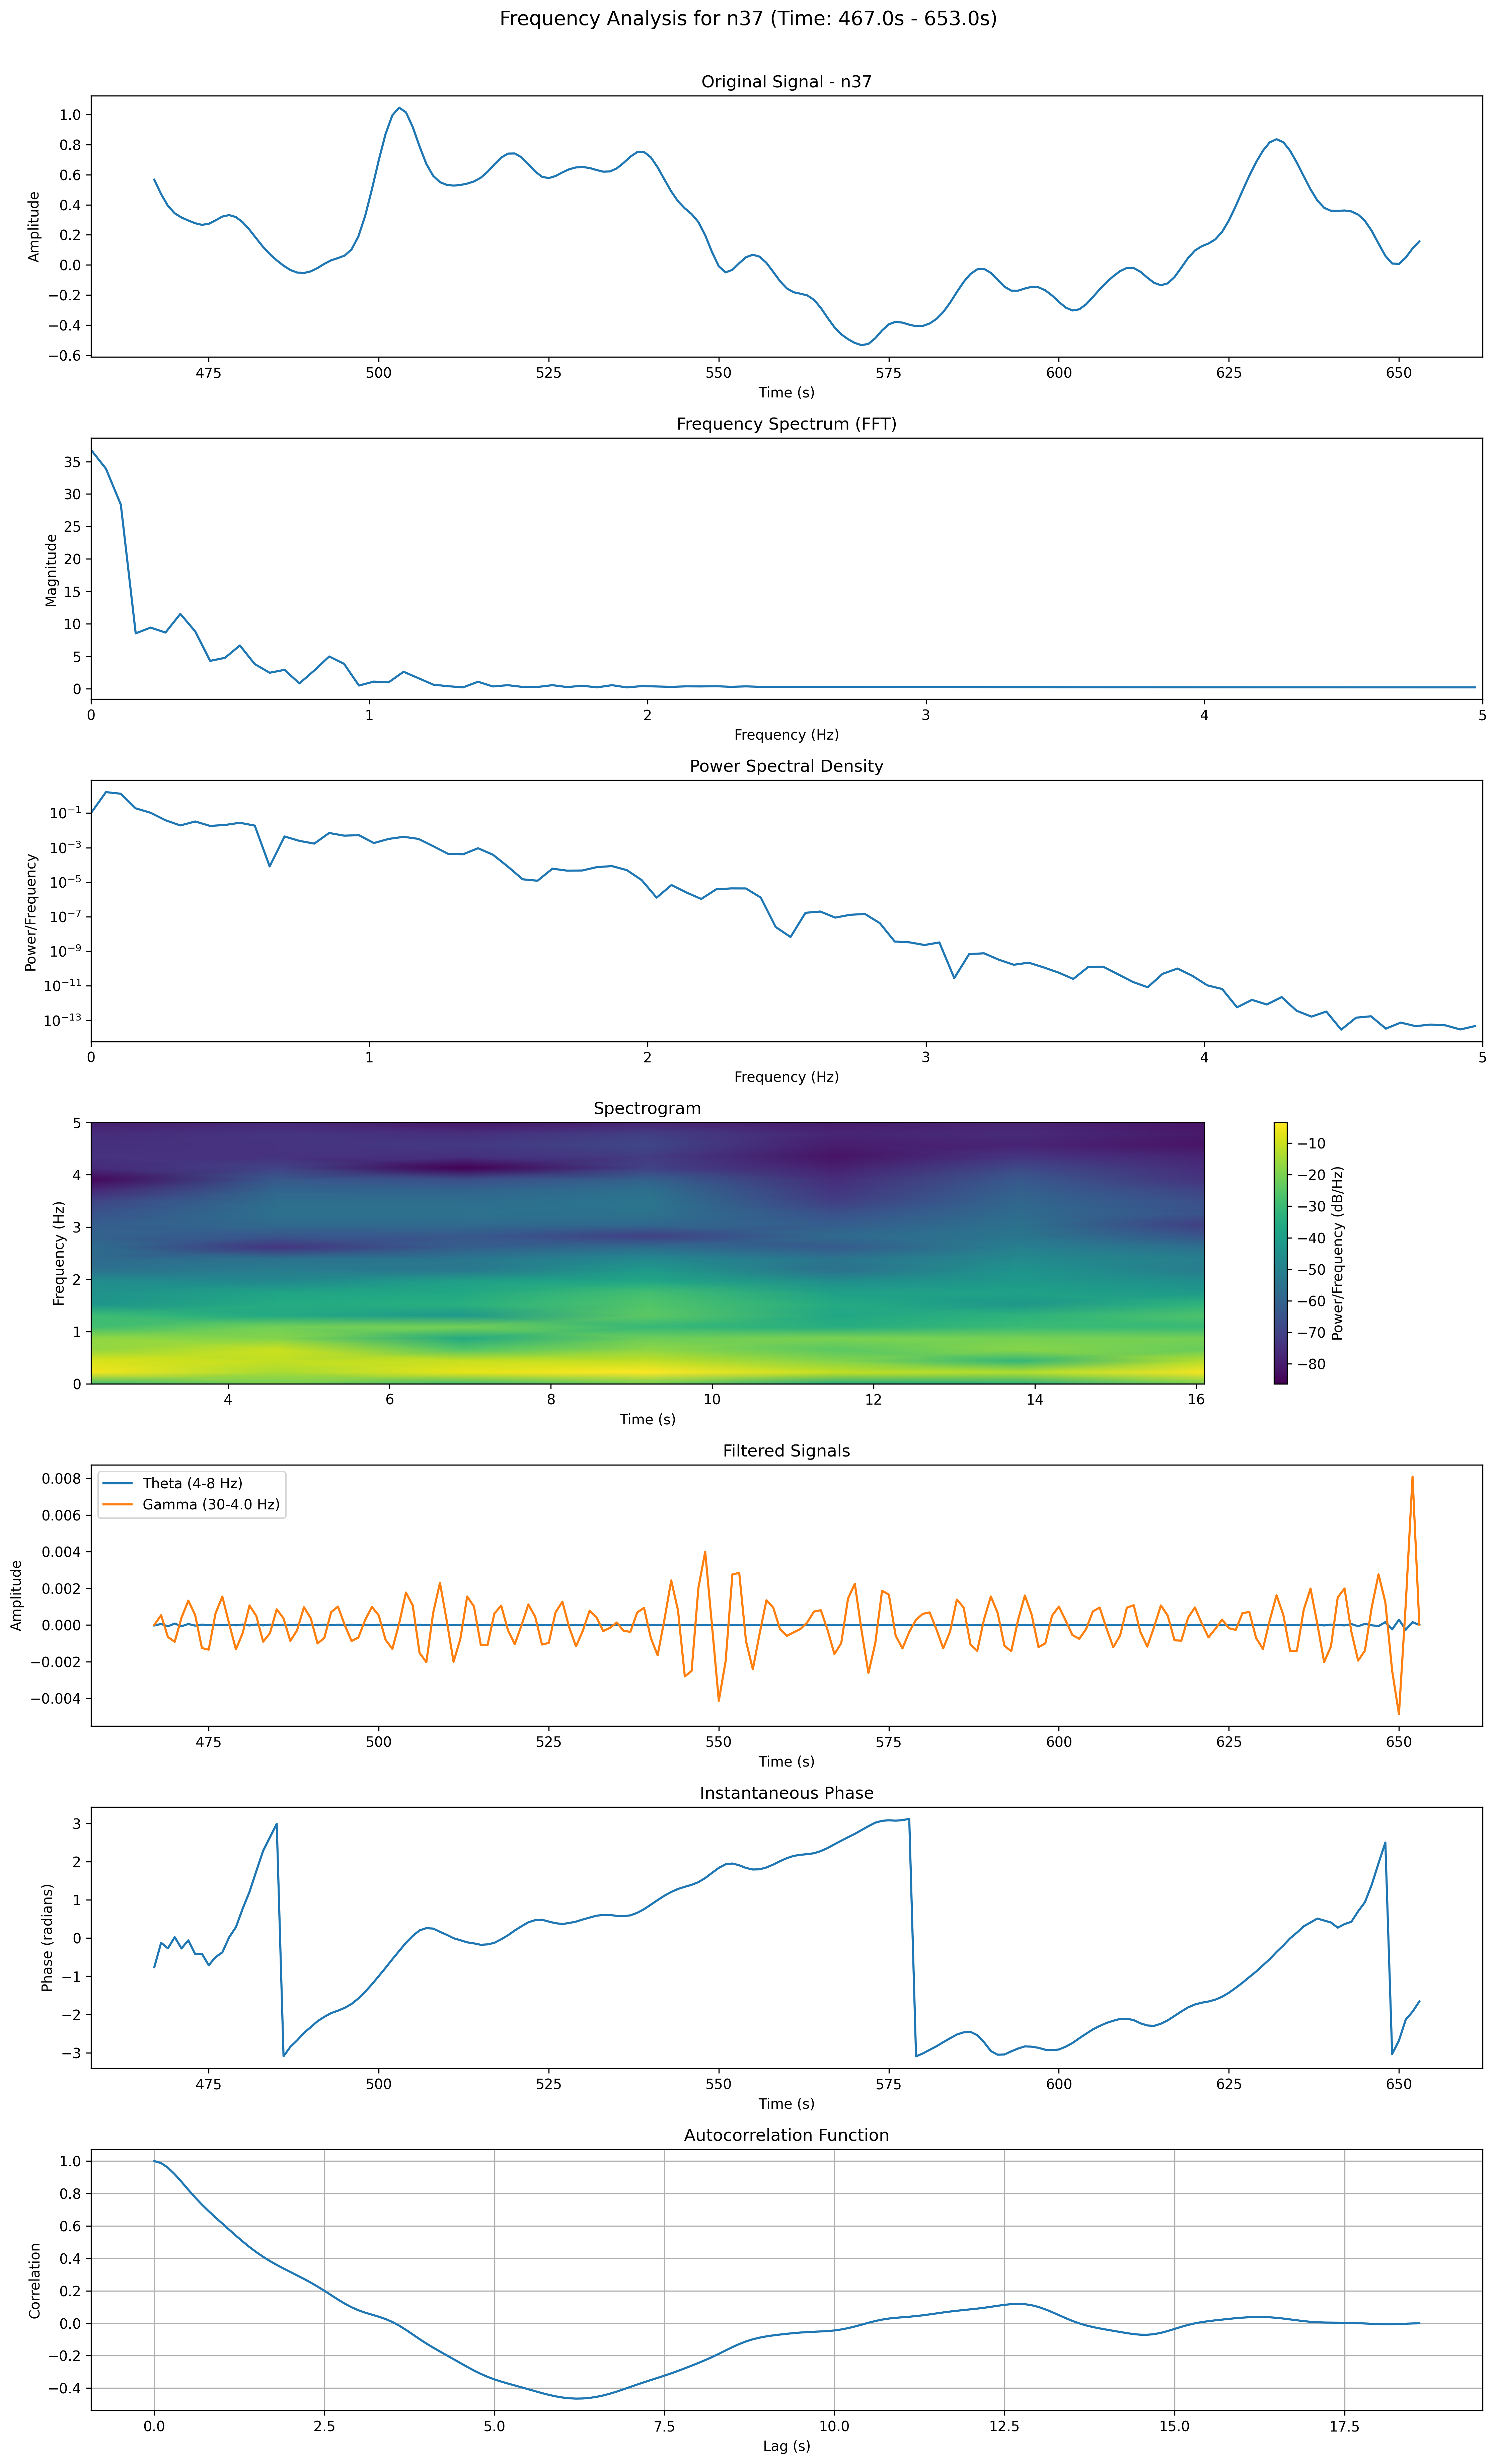 Frequency Analysis for n37 (Time: 467.0s - 653.0s)
Original Signal - n37
Amplitude
1.0
0.8
0.6
0.4
0.2
0.0
−0.2
−0.4
−0.6
475 500 525 550 575 600 625 650
Time (s)
Frequency Spectrum (FFT)
Magnitude
35
30
25
20
15
10
5
0
0 1 2 3 4 5
Frequency (Hz)
Power Spectral Density
Power/Frequency
10⁻¹
10⁻³
10⁻⁵
10⁻⁷
10⁻⁹
10⁻¹¹
10⁻¹³
0 1 2 3 4 5
Frequency (Hz)
Spectrogram
Frequency (Hz)
5
4
3
2
1
0
4 6 8 10 12 14 16
Time (s)
−10
−20
−30
−40
−50
−60
−70
−80
Power/Frequency (dB/Hz)
Filtered Signals
Theta (4-8 Hz)
Gamma (30-4.0 Hz)
Amplitude
0.008
0.006
0.004
0.002
0.000
−0.002
−0.004
475 500 525 550 575 600 625 650
Time (s)
Instantaneous Phase
Phase (radians)
3
2
1
0
−1
−2
−3
475 500 525 550 575 600 625 650
Time (s)
Autocorrelation Function
Correlation
1.0
0.8
0.6
0.4
0.2
0.0
−0.2
−0.4
0.0 2.5 5.0 7.5 10.0 12.5 15.0 17.5
Lag (s)